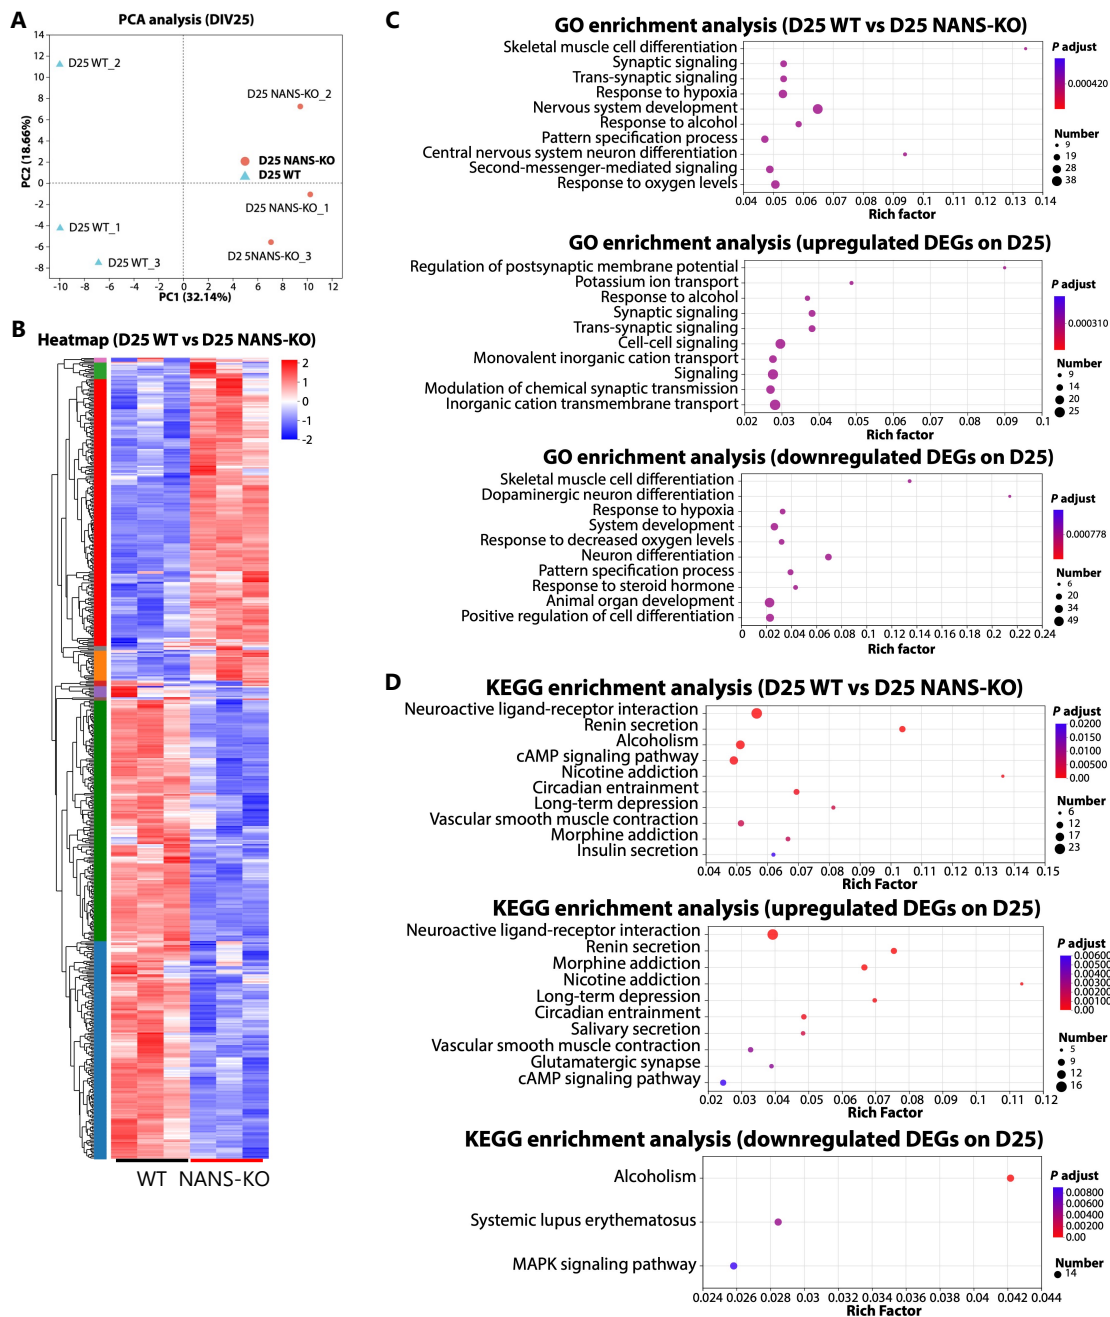 A
PCA analysis (DIV25)
14
12
10
8
6
4
2
0
-2
-4
-6
-8
PC2 (18.66%)
D25 WT_2
D25 NANS-KO_2
D25 NANS-KO
D25 WT
D25 NANS-KO_1
D25 WT_1
D25 WT_3
D2 5NANS-KO_3
-10 -8 -6 -4 -2 0 2 4 6 8 10 12
PC1 (32.14%)
B
Heatmap (D25 WT vs D25 NANS-KO)
2
1
0
-1
-2
WT NANS-KO
C
GO enrichment analysis (D25 WT vs D25 NANS-KO)
Skeletal muscle cell differentiation
Synaptic signaling
Trans-synaptic signaling
Response to hypoxia
Nervous system development
Response to alcohol
Pattern specification process
Central nervous system neuron differentiation
Second-messenger-mediated signaling
Response to oxygen levels
0.04 0.05 0.06 0.07 0.08 0.09 0.1 0.11 0.12 0.13 0.14
Rich factor
P adjust
0.000420
Number
9
19
28
38
GO enrichment analysis (upregulated DEGs on D25)
Regulation of postsynaptic membrane potential
Potassium ion transport
Response to alcohol
Synaptic signaling
Trans-synaptic signaling
Cell-cell signaling
Monovalent inorganic cation transport
Signaling
Modulation of chemical synaptic transmission
Inorganic cation transmembrane transport
0.02 0.03 0.04 0.05 0.06 0.07 0.08 0.09 0.1
Rich factor
P adjust
0.000310
Number
9
14
20
25
GO enrichment analysis (downregulated DEGs on D25)
Skeletal muscle cell differentiation
Dopaminergic neuron differentiation
Response to hypoxia
System development
Response to decreased oxygen levels
Neuron differentiation
Pattern specification process
Response to steroid hormone
Animal organ development
Positive regulation of cell differentiation
0 0.02 0.04 0.06 0.08 0.1 0.12 0.14 0.16 0.18 0.2 0.22 0.24
Rich factor
P adjust
0.000778
Number
6
20
34
49
D
KEGG enrichment analysis (D25 WT vs D25 NANS-KO)
Neuroactive ligand-receptor interaction
Renin secretion
Alcoholism
cAMP signaling pathway
Nicotine addiction
Circadian entrainment
Long-term depression
Vascular smooth muscle contraction
Morphine addiction
Insulin secretion
0.04 0.05 0.06 0.07 0.08 0.09 0.1 0.11 0.12 0.13 0.14 0.15
Rich Factor
P adjust
0.0200
0.0150
0.0100
0.00500
0.00
Number
6
12
17
23
KEGG enrichment analysis (upregulated DEGs on D25)
Neuroactive ligand-receptor interaction
Renin secretion
Morphine addiction
Nicotine addiction
Long-term depression
Circadian entrainment
Salivary secretion
Vascular smooth muscle contraction
Glutamatergic synapse
cAMP signaling pathway
0.02 0.03 0.04 0.05 0.06 0.07 0.08 0.09 0.1 0.11 0.12
Rich Factor
P adjust
0.00600
0.00500
0.00400
0.00300
0.00200
0.00100
0.00
Number
5
9
12
16
KEGG enrichment analysis (downregulated DEGs on D25)
Alcoholism
Systemic lupus erythematosus
MAPK signaling pathway
0.024 0.026 0.028 0.03 0.032 0.034 0.036 0.038 0.04 0.042 0.044
Rich Factor
P adjust
0.00800
0.00600
0.00400
0.00200
0.00
Number
14